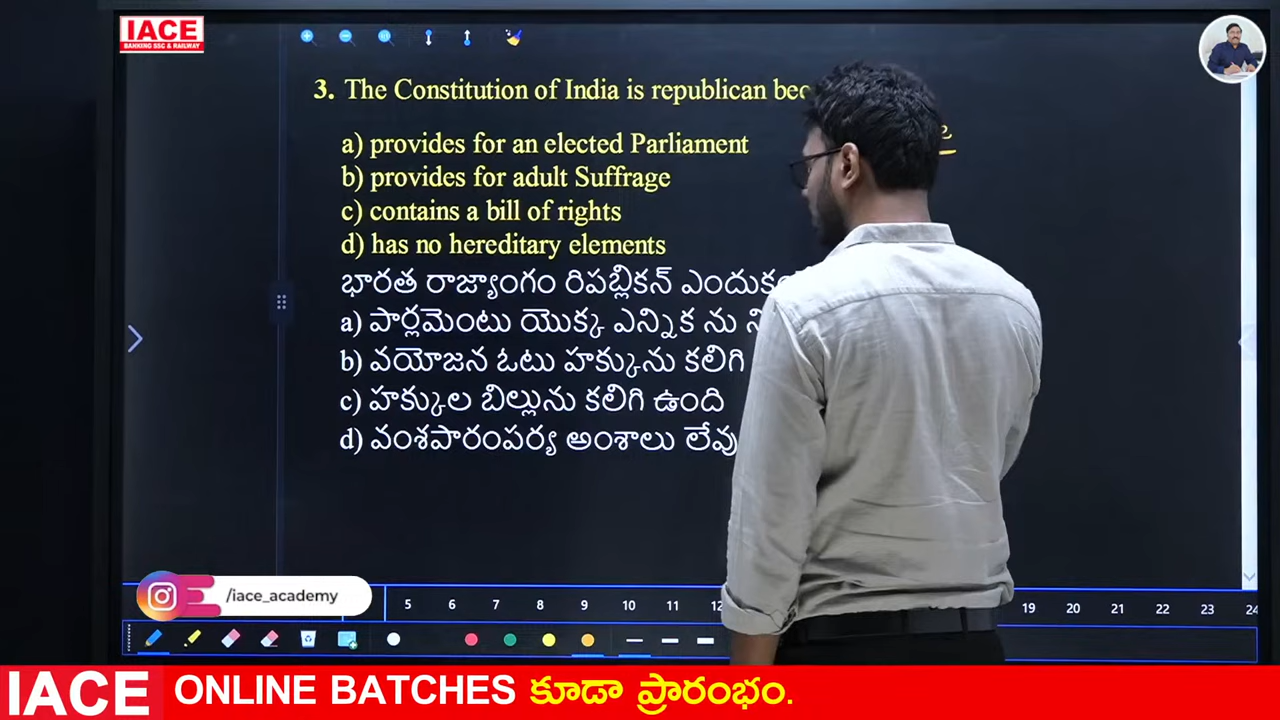 IACE
BANKING SSC & RAILWAY
3. The Constitution of India is republican bec
a) provides for an elected Parliament
b) provides for adult Suffrage
c) contains a bill of rights
d) has no hereditary elements
భారత రాజ్యాంగం రిపబ్లికన్
a) పార్లమెంటు యొక్క ఎన్నిక ను
b) వయోజన ఓటు హక్కును కలిగి
c) హక్కుల బిల్లును కలిగి ఉంది
d) వంశపారంపర్య అంశాలు లేవు
/iace_academy
5 6 7 8 9 10 11 12 19 20 21 22 23 24
IACE ONLINE BATCHES కూడా ప్రారంభం.